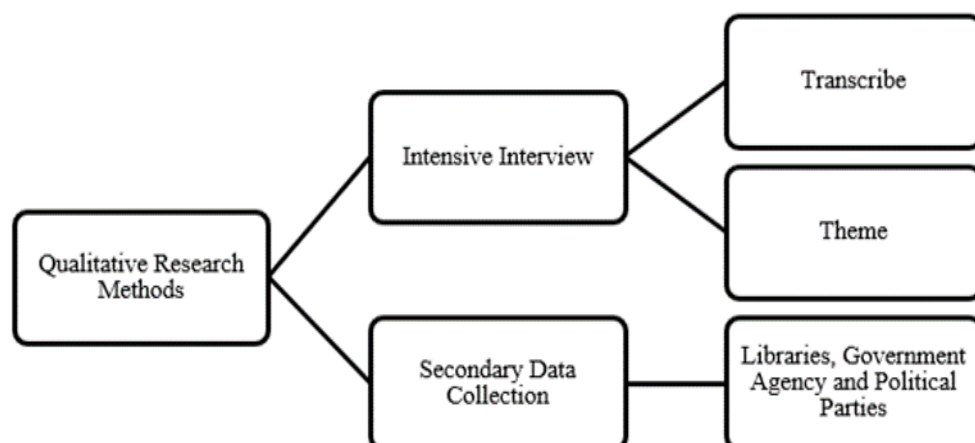 Transcribe
Intensive Interview
Theme
Qualitative Research
Methods
Secondary Data
Collection
Libraries, Government
Agency and Political
Parties